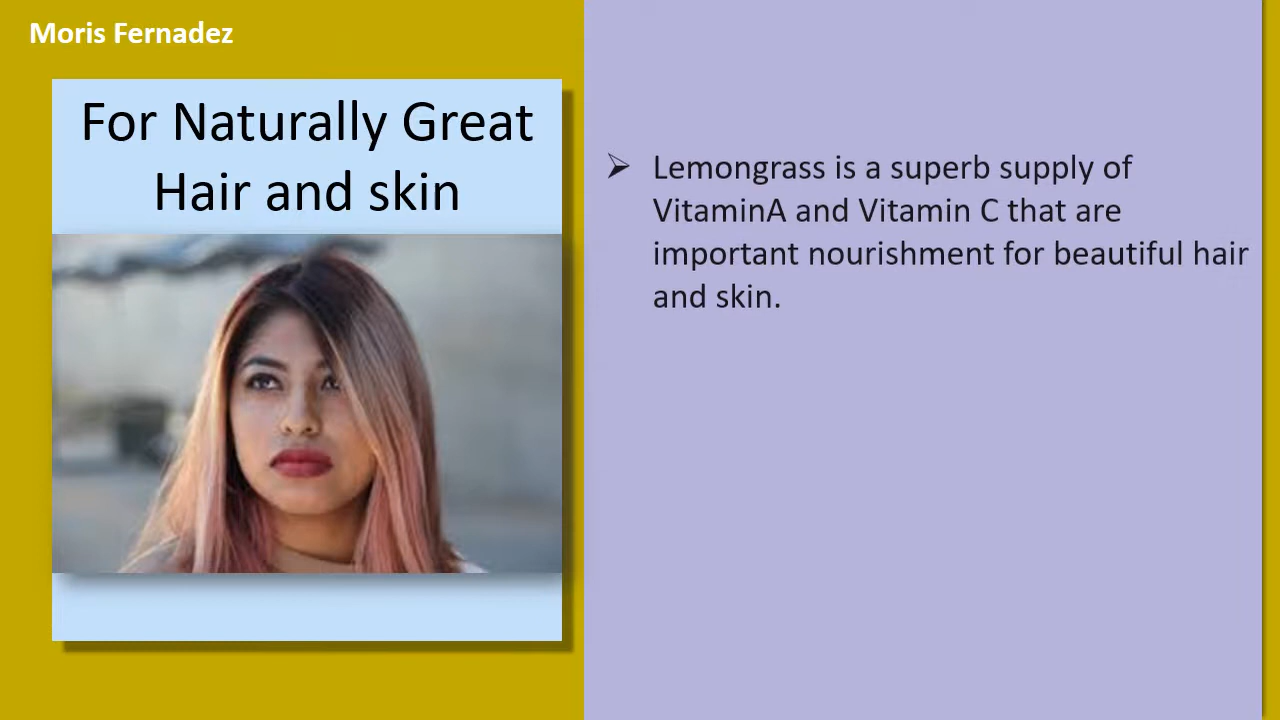 Moris Fernadez
For Naturally Great
Hair and skin
➢ Lemongrass is a superb supply of
VitaminA and Vitamin C that are
important nourishment for beautiful hair
and skin.